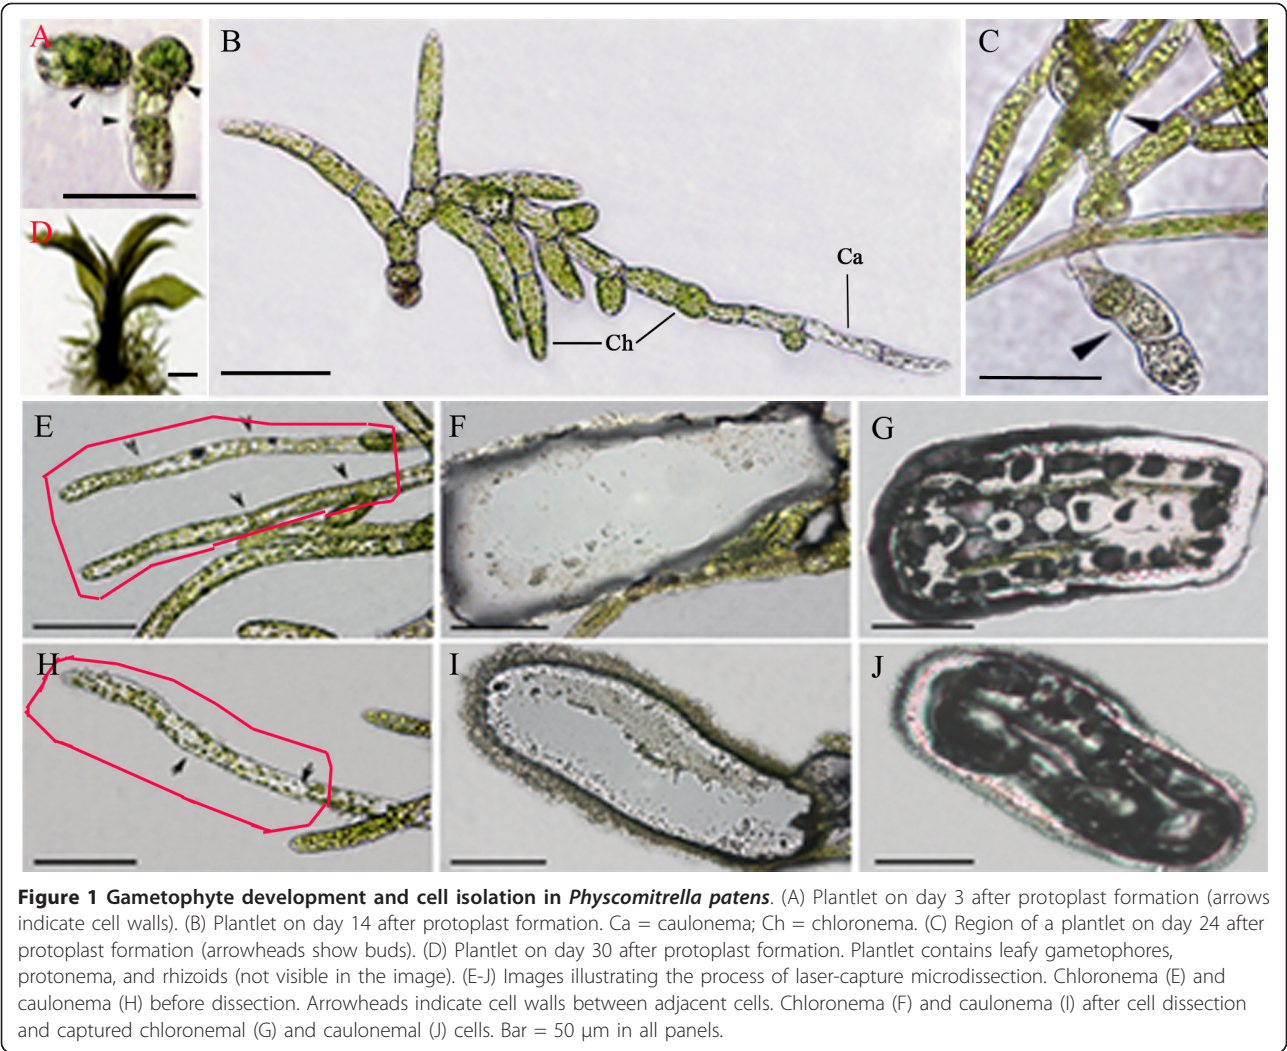 A
B
C
D
Ca
Ch
E
F
G
H
I
J
Figure 1 Gametophyte development and cell isolation in Physcomitrella patens. (A) Plantlet on day 3 after protoplast formation (arrows
indicate cell walls). (B) Plantlet on day 14 after protoplast formation. Ca = caulonema; Ch = chloronema. (C) Region of a plantlet on day 24 after
protoplast formation (arrowheads show buds). (D) Plantlet on day 30 after protoplast formation. Plantlet contains leafy gametophores,
protonema, and rhizoids (not visible in the image). (E-J) Images illustrating the process of laser-capture microdissection. Chloronema (E) and
caulonema (H) before dissection. Arrowheads indicate cell walls between adjacent cells. Chloronema (F) and caulonema (I) after cell dissection
and captured chloronemal (G) and caulonemal (J) cells. Bar = 50 μm in all panels.